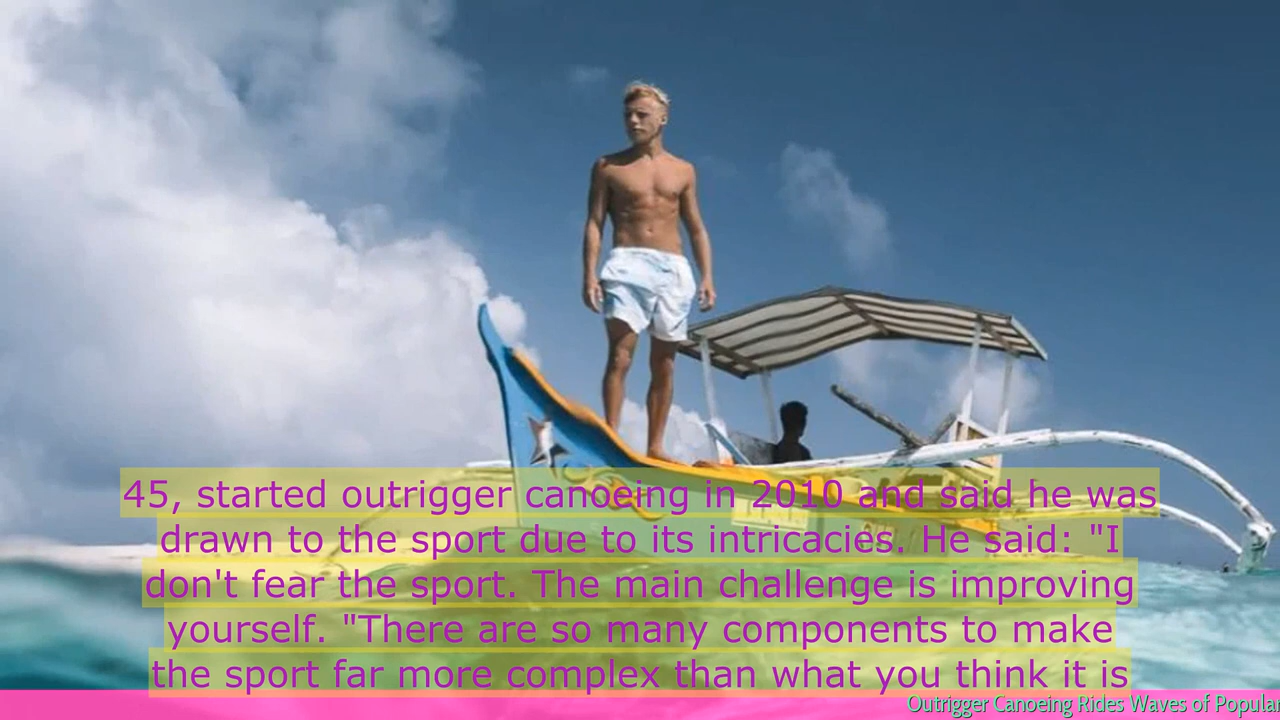 45, started outrigger canoeing in 2010 and said he was
drawn to the sport due to its intricacies. He said: "I
don't fear the sport. The main challenge is improving
yourself. "There are so many components to make
the sport far more complex than what you think it is
Outrigger Canoeing Rides Waves of Popular